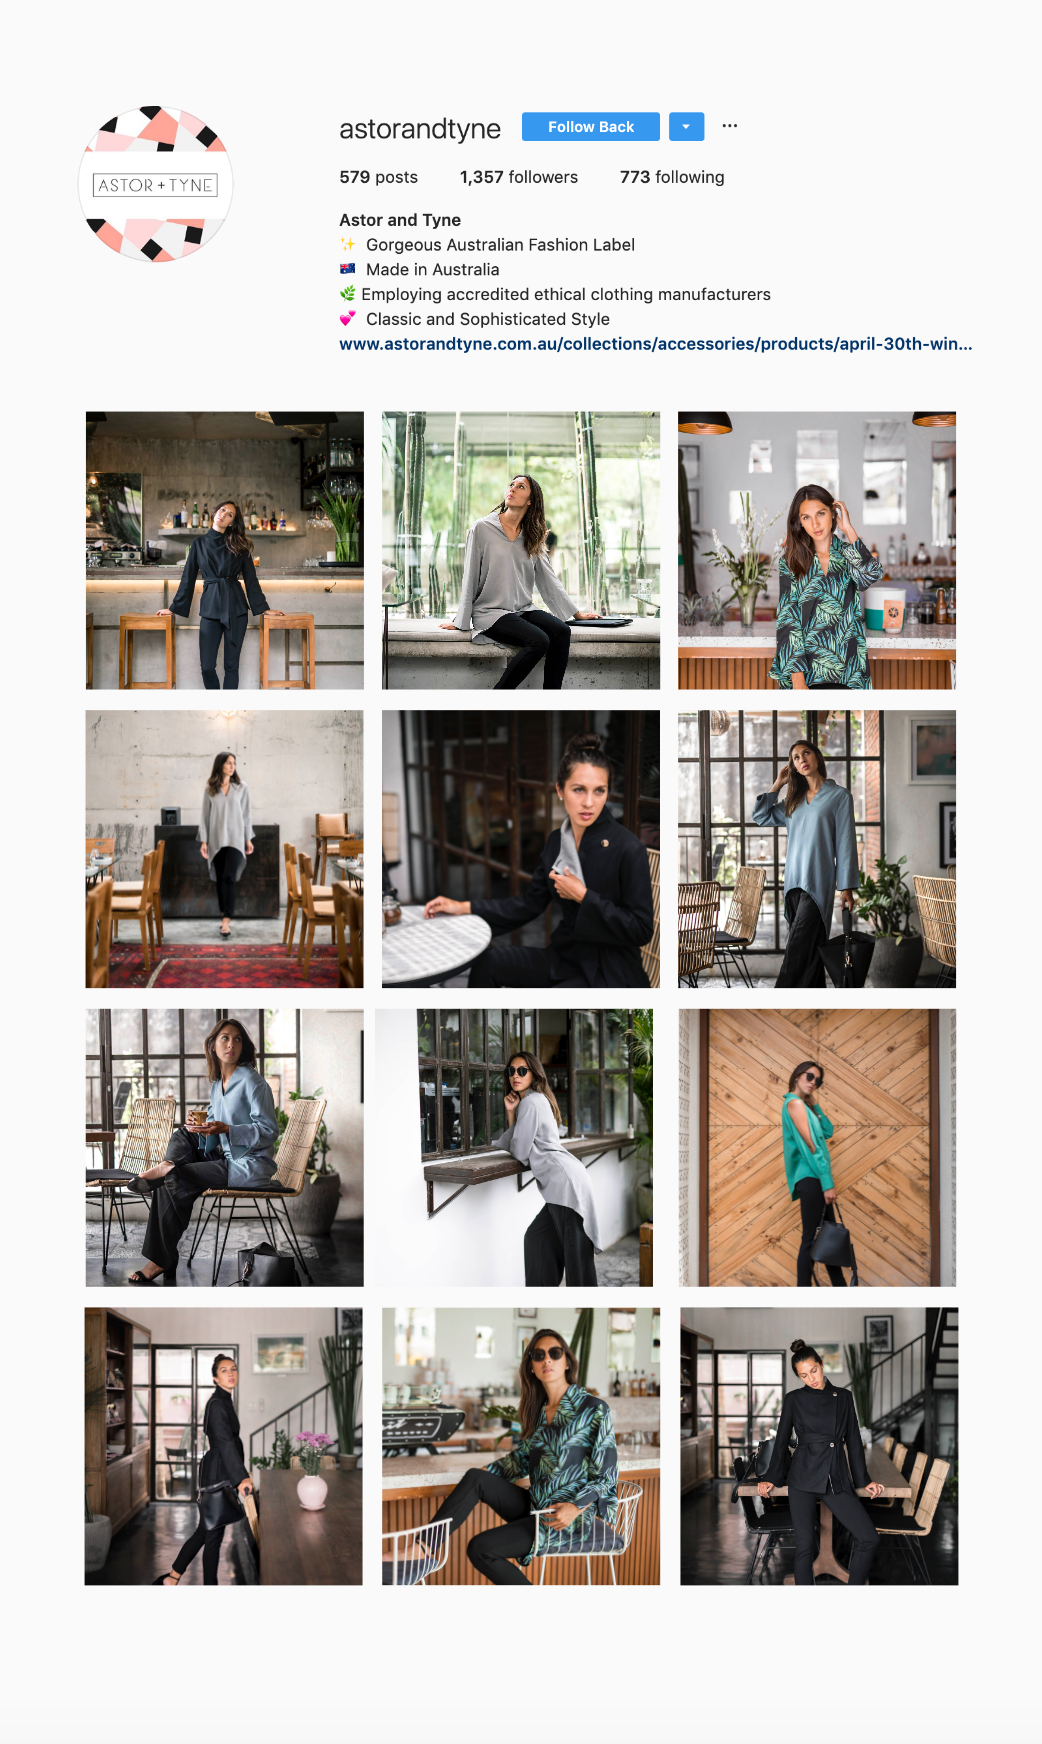 ASTOR + TYNE
astorandtyne Follow Back ...
579 posts 1,357 followers 773 following
Astor and Tyne
✨ Gorgeous Australian Fashion Label
🇦🇺 Made in Australia
🌿 Employing accredited ethical clothing manufacturers
💕 Classic and Sophisticated Style
www.astorandtyne.com.au/collections/accessories/products/april-30th-win...